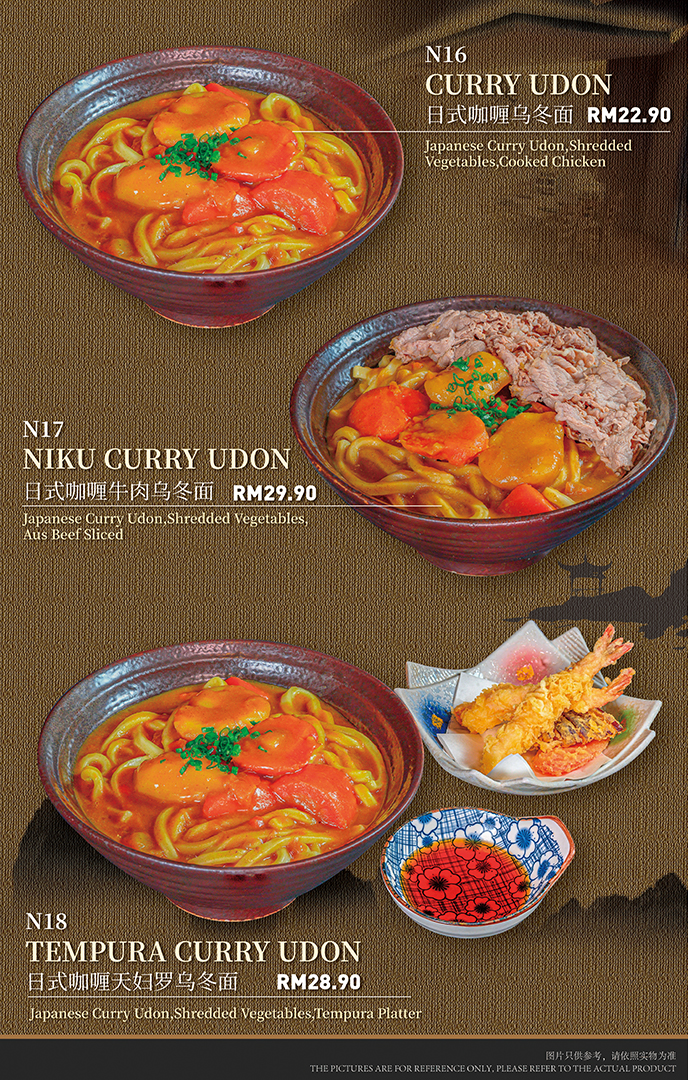 N16
CURRY UDON
日式咖喱乌冬面 RM22.90
Japanese Curry Udon,Shredded
Vegetables,Cooked Chicken
N17
NIKU CURRY UDON
日式咖喱牛肉乌冬面 RM29.90
Japanese Curry Udon,Shredded Vegetables,
Aus Beef Sliced
N18
TEMPURA CURRY UDON
日式咖喱天妇罗乌冬面 RM28.90
Japanese Curry Udon,Shredded Vegetables,Tempura Platter
图片只供参考，请依照实物为准
THE PICTURES ARE FOR REFERENCE ONLY, PLEASE REFER TO THE ACTUAL PRODUCT